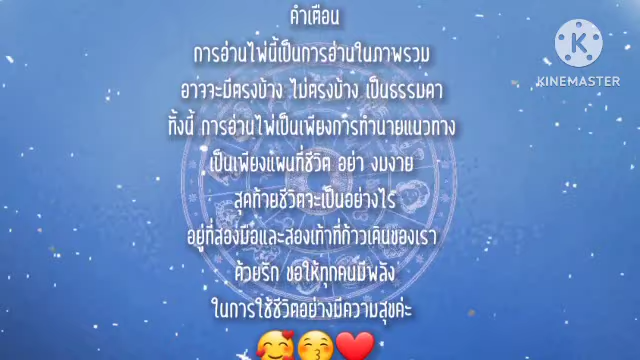 คำเตือน
การอ่านไพ่นี้เป็นการอ่านในภาพรวม
อาจจะมีตรงบ้าง ไม่ตรงบ้าง เป็นธรรมดา
ทั้งนี้ การอ่านไพ่เป็นเพียงการทำนายแนวทาง
เป็นเพียงแผนที่ชีวิต อย่า งมงาย
สุดท้ายชีวิตจะเป็นอย่างไร
อยู่ที่สองมือและสองเท้าที่ก้าวเดินของเรา
ด้วยรัก ขอให้ทุกคนมีพลัง
ในการใช้ชีวิตอย่างมีความสุขค่ะ
🥰😚❤️
K
KINEMASTER